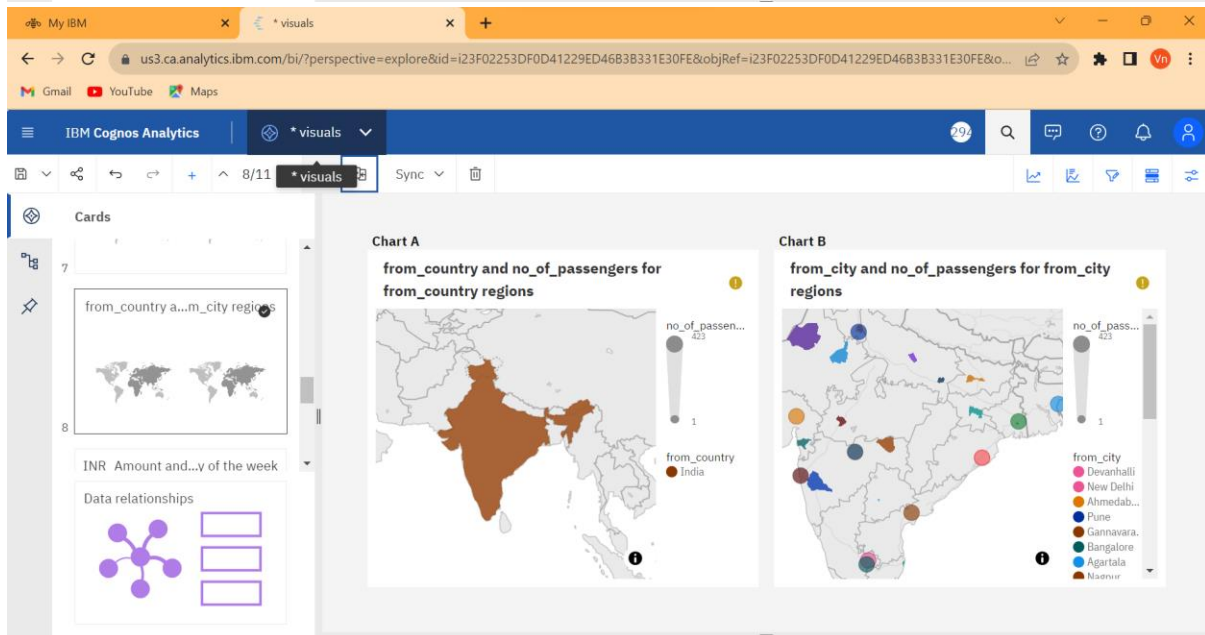 My IBM
* visuals
us3.ca.analytics.ibm.com/bi/?perspective=explore&id=i23F02253DF0D41229ED46B3B331E30FE&objRef=i23F02253DF0D41229ED46B3B331E30FE&o...
Vn
Gmail
YouTube
Maps
IBM Cognos Analytics
* visuals
294
8/11
* visuals
Sync
Cards
7
from_country a...m_city regions
8
INR Amount and...y of the week
Data relationships
Chart A
from_country and no_of_passengers for
from_country regions
no_of_passen...
423
1
from_country
India
Chart B
from_city and no_of_passengers for from_city
regions
no_of_pass...
423
1
from_city
Devanhalli
New Delhi
Ahmedab...
Pune
Gannavara.
Bangalore
Agartala
Nagpur